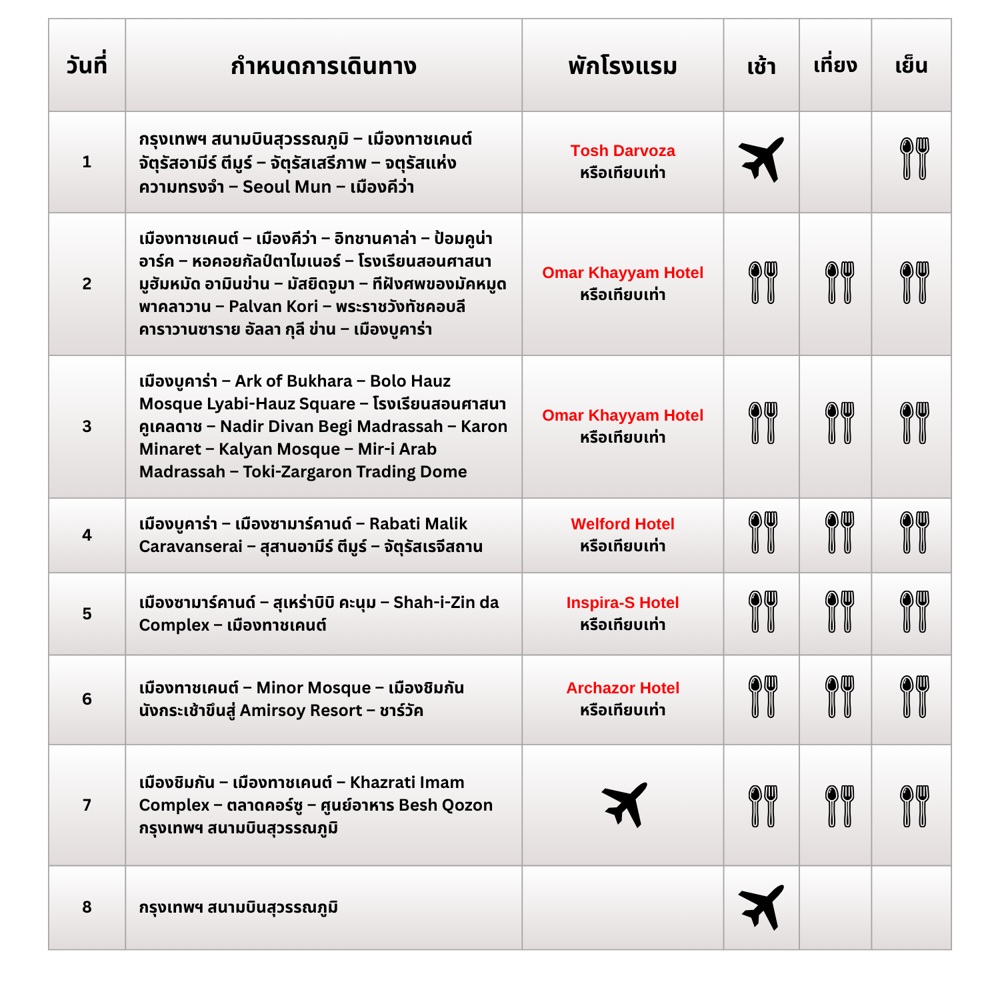 วันที่
กำหนดการเดินทาง
พักโรงแรม
เช้า
เที่ยง
เย็น
1
กรุงเทพฯ สนามบินสุวรรณภูมิ – เมืองทาชเคนต์
จัตุรัสอามีร์ ตีมูร์ – จัตุรัสเสรีภาพ – จตุรัสแห่ง
ความทรงจำ – Seoul Mun – เมืองคีว่า
Tosh Darvoza
หรือเทียบเท่า
2
เมืองทาชเคนต์ – เมืองคีว่า – อิทชานคาล่า – ป้อมคูน่า
อาร์ค – หอคอยกัลป์ตาไมเนอร์ – โรงเรียนสอนศาสนา
มูฮัมหมัด อามินข่าน – มัสยิดจูมา – ทีฝังศพของมัคหมูด
พาคลาวาน – Palvan Kori – พระราชวังทัชคอบลี
คาราวานซาราย อัลลา กุลี ข่าน – เมืองบูคาร่า
Omar Khayyam Hotel
หรือเทียบเท่า
3
เมืองบูคาร่า – Ark of Bukhara – Bolo Hauz
Mosque Lyabi-Hauz Square – โรงเรียนสอนศาสนา
คูเคลดาช – Nadir Divan Begi Madrassah – Karon
Minaret – Kalyan Mosque – Mir-i Arab
Madrassah – Toki-Zargaron Trading Dome
Omar Khayyam Hotel
หรือเทียบเท่า
4
เมืองบูคาร่า – เมืองซามาร์คานด์ – Rabati Malik
Caravanserai – สุสานอามีร์ ตีมูร์ – จัตุรัสเรจีสถาน
Welford Hotel
หรือเทียบเท่า
5
เมืองซามาร์คานด์ – สุเหร่าบิบิ คะนุม – Shah-i-Zin da
Complex – เมืองทาชเคนต์
Inspira-S Hotel
หรือเทียบเท่า
6
เมืองทาชเคนต์ – Minor Mosque – เมืองชิมกัน
นังกระเช้าขึนสู่ Amirsoy Resort – ชาร์วัค
Archazor Hotel
หรือเทียบเท่า
7
เมืองชิมกัน – เมืองทาชเคนต์ – Khazrati Imam
Complex – ตลาดคอร์ซู – ศูนย์อาหาร Besh Qozon
กรุงเทพฯ สนามบินสุวรรณภูมิ
8
กรุงเทพฯ สนามบินสุวรรณภูมิ